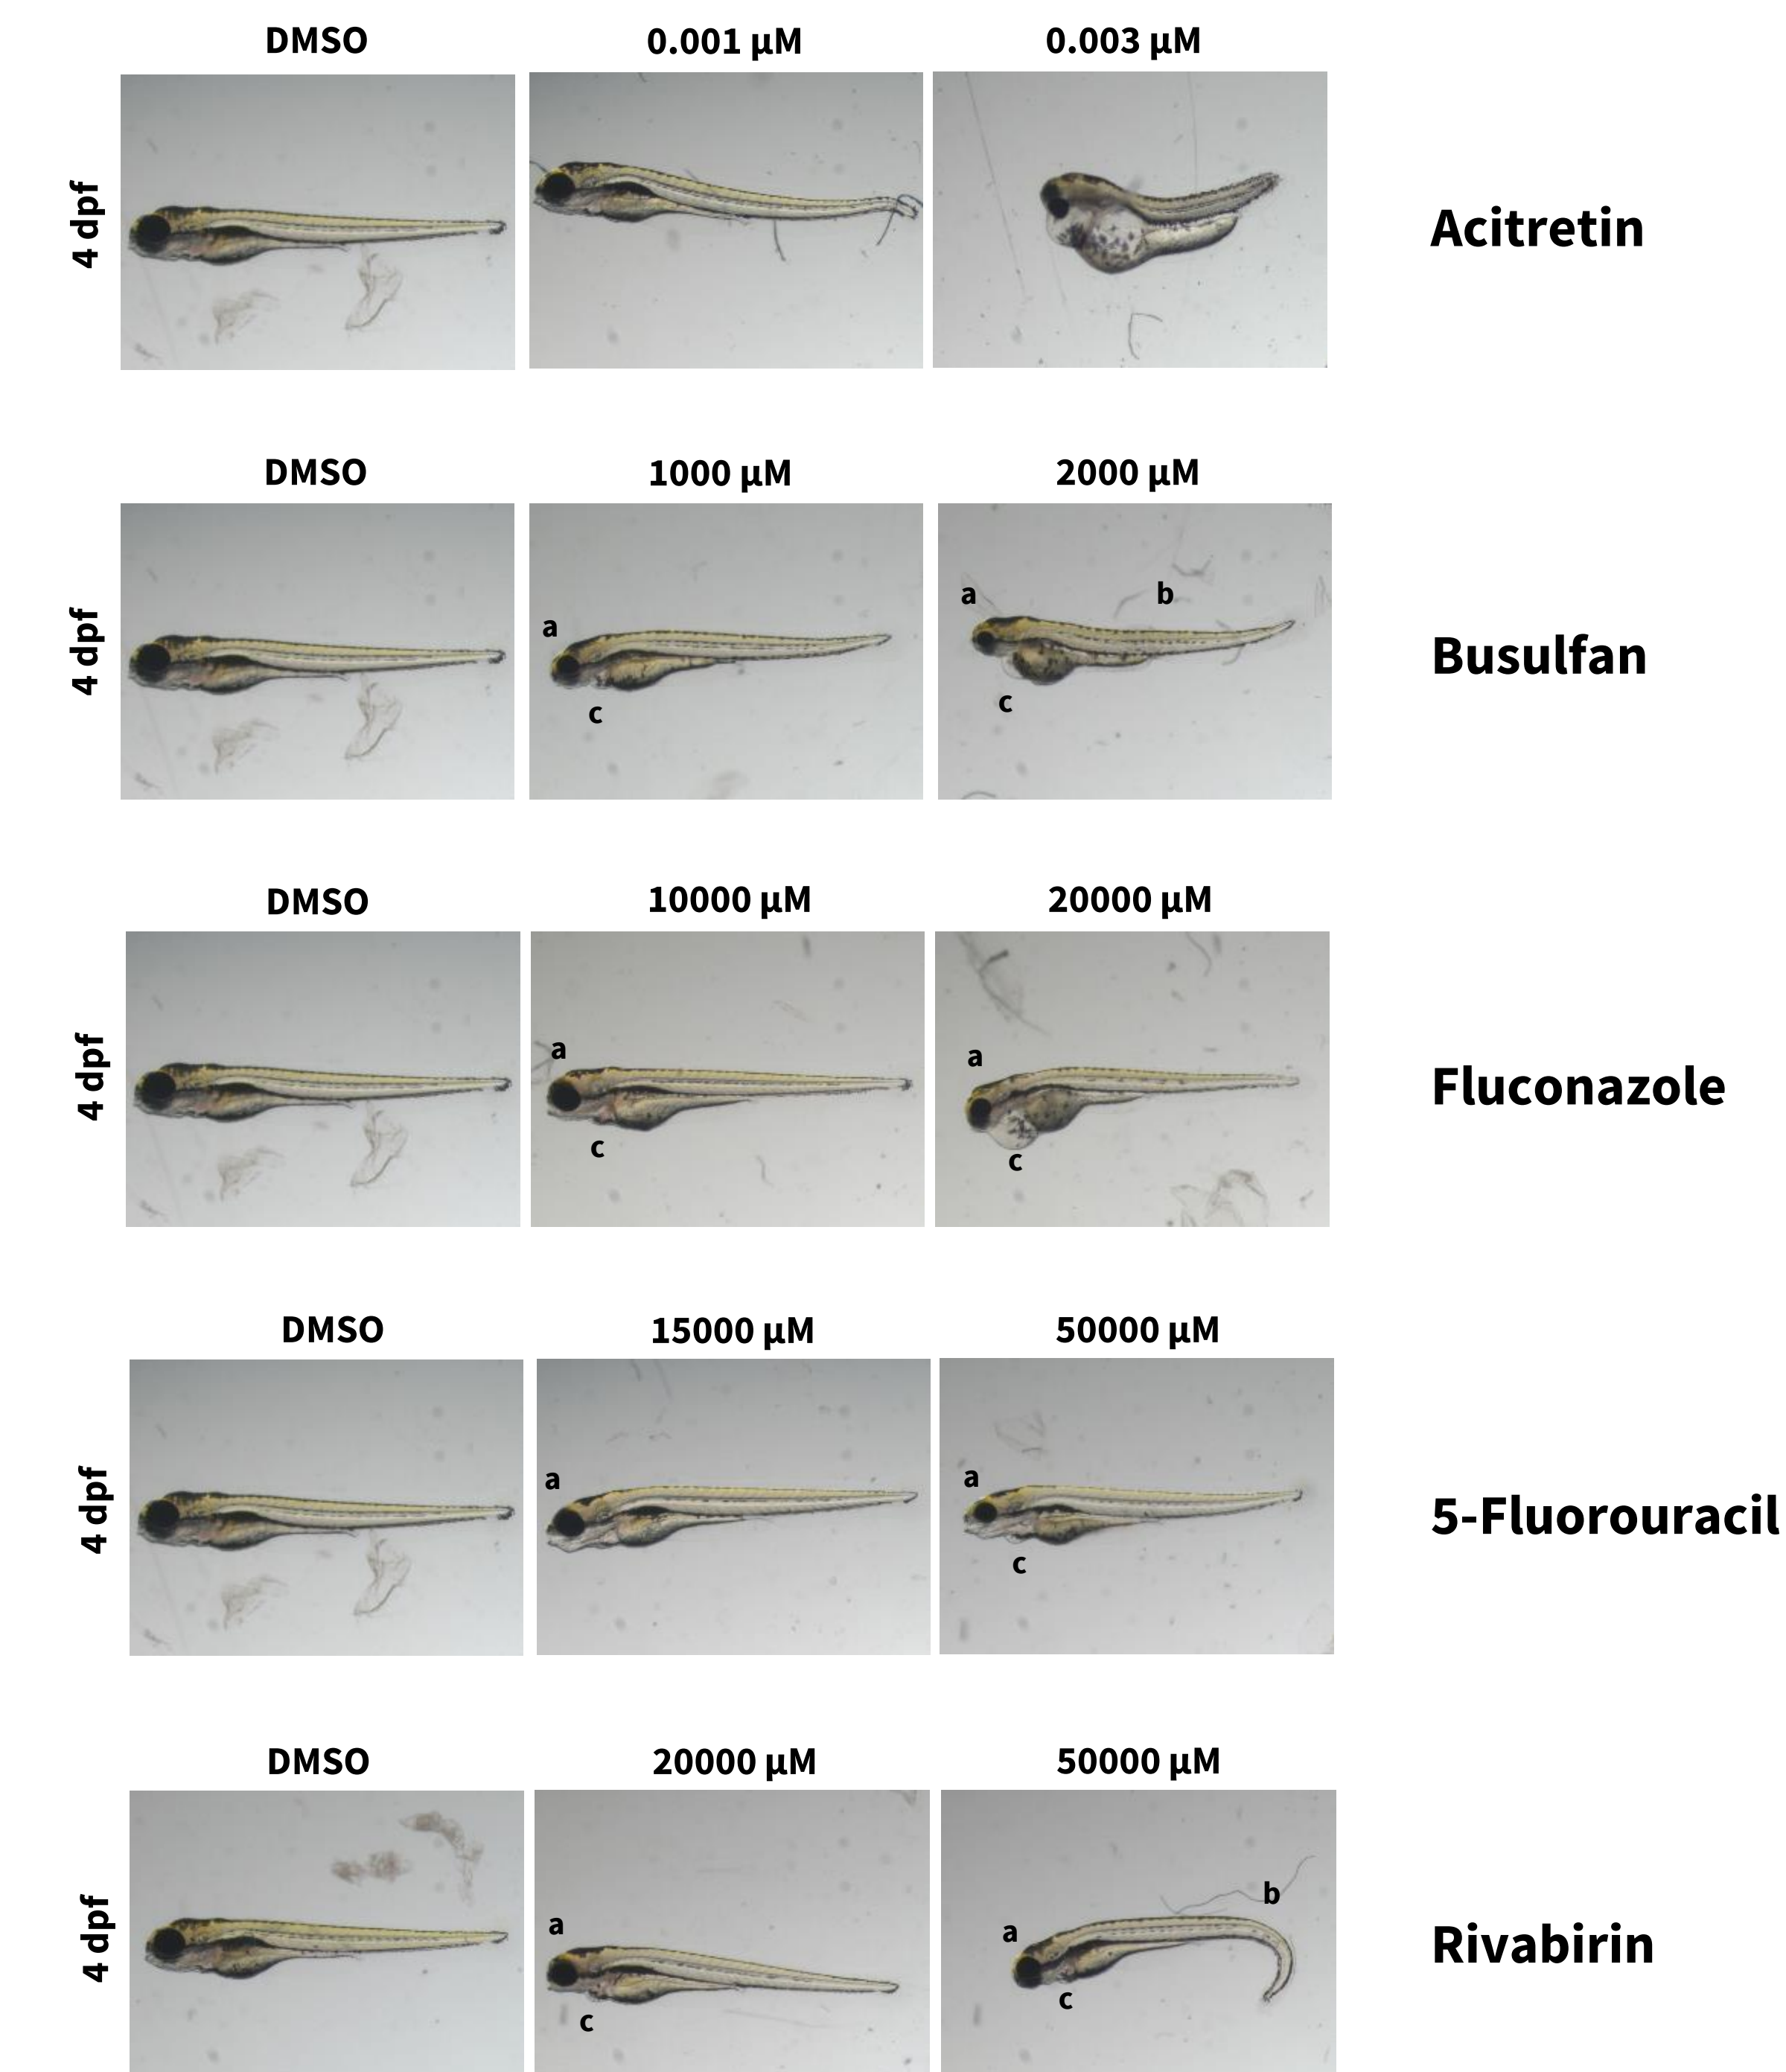 DMSO 0.001 µM 0.003 µM
4 dpf
Acitretin
DMSO 1000 µM 2000 µM
4 dpf
a
c
a
b
c
Busulfan
DMSO 10000 µM 20000 µM
4 dpf
a
c
a
c
Fluconazole
DMSO 15000 µM 50000 µM
4 dpf
a
a
c
5-Fluorouracil
DMSO 20000 µM 50000 µM
4 dpf
a
c
a
b
c
Rivabirin